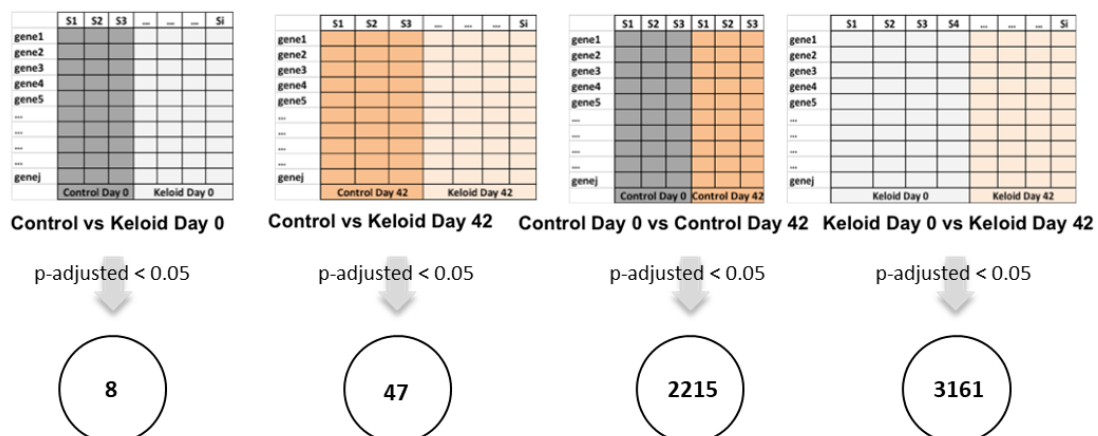 S1 S2 S3 ... ... ... Si
gene1
gene2
gene3
gene4
gene5
...
...
...
...
genej
Control Day 0 Keloid Day 0
Control vs Keloid Day 0
p-adjusted < 0.05
8
S1 S2 S3 ... ... ... Si
gene1
gene2
gene3
gene4
gene5
...
...
...
...
genej
Control Day 42 Keloid Day 42
Control vs Keloid Day 42
p-adjusted < 0.05
47
S1 S2 S3 S1 S2 S3
gene1
gene2
gene3
gene4
gene5
...
...
...
...
genej
Control Day 0 Control Day 42
Control Day 0 vs Control Day 42
p-adjusted < 0.05
2215
S1 S2 S3 S4 ... ... ... Si
gene1
gene2
gene3
gene4
gene5
...
...
...
...
genej
Keloid Day 0 Keloid Day 42
Keloid Day 0 vs Keloid Day 42
p-adjusted < 0.05
3161